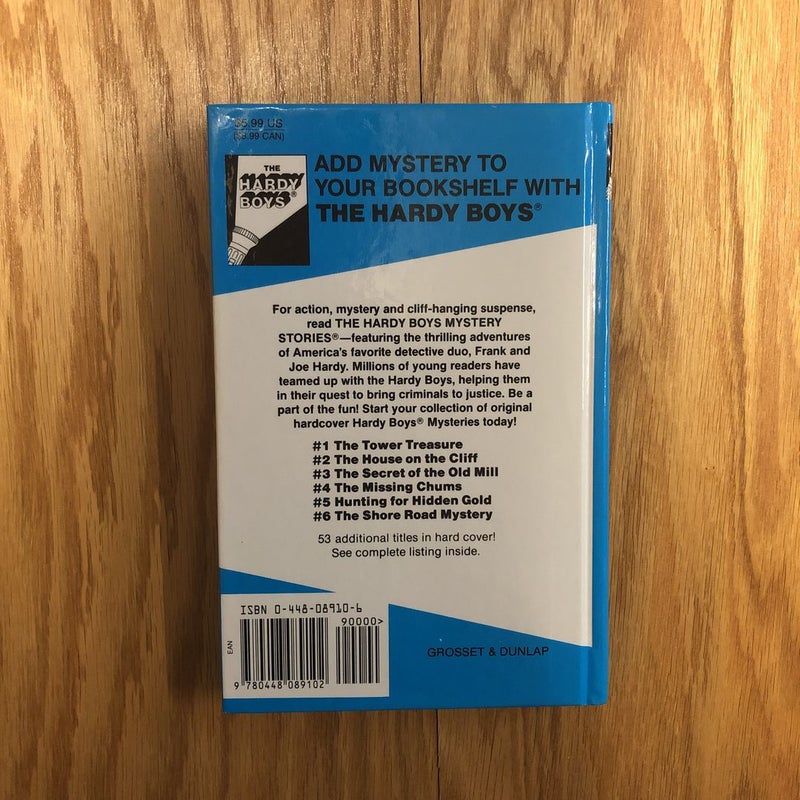 $5.99 US
($8.99 CAN)
THE
HARDY
BOYS®
ADD MYSTERY TO
YOUR BOOKSHELF WITH
THE HARDY BOYS®
For action, mystery and cliff-hanging suspense,
read THE HARDY BOYS MYSTERY
STORIES®—featuring the thrilling adventures
of America's favorite detective duo, Frank and
Joe Hardy. Millions of young readers have
teamed up with the Hardy Boys, helping them
in their quest to bring criminals to justice. Be a
part of the fun! Start your collection of original
hardcover Hardy Boys® Mysteries today!
#1 The Tower Treasure
#2 The House on the Cliff
#3 The Secret of the Old Mill
#4 The Missing Chums
#5 Hunting for Hidden Gold
#6 The Shore Road Mystery
53 additional titles in hard cover!
See complete listing inside.
ISBN 0-448-08910-6
90000>
EAN
9 780448 089102
GROSSET & DUNLAP